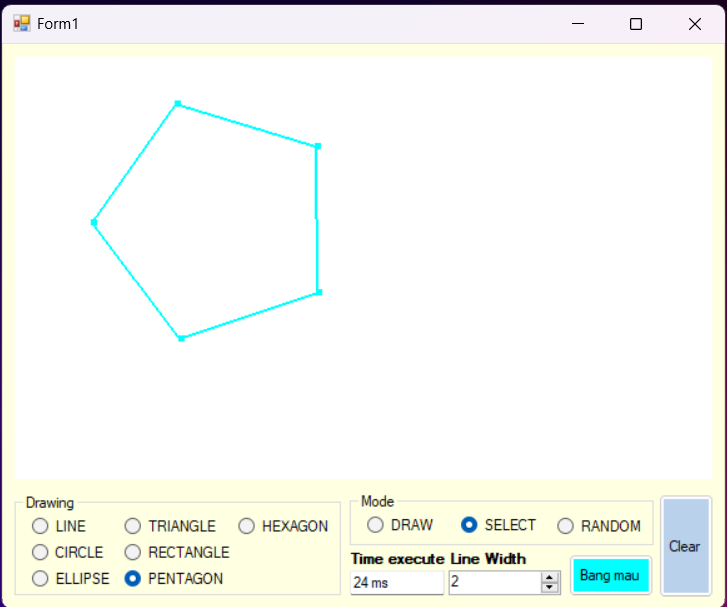 Form1
Drawing
LINE
TRIANGLE
HEXAGON
CIRCLE
RECTANGLE
ELLIPSE
PENTAGON
Mode
DRAW
SELECT
RANDOM
Time execute
Line Width
24 ms
2
Bang mau
Clear